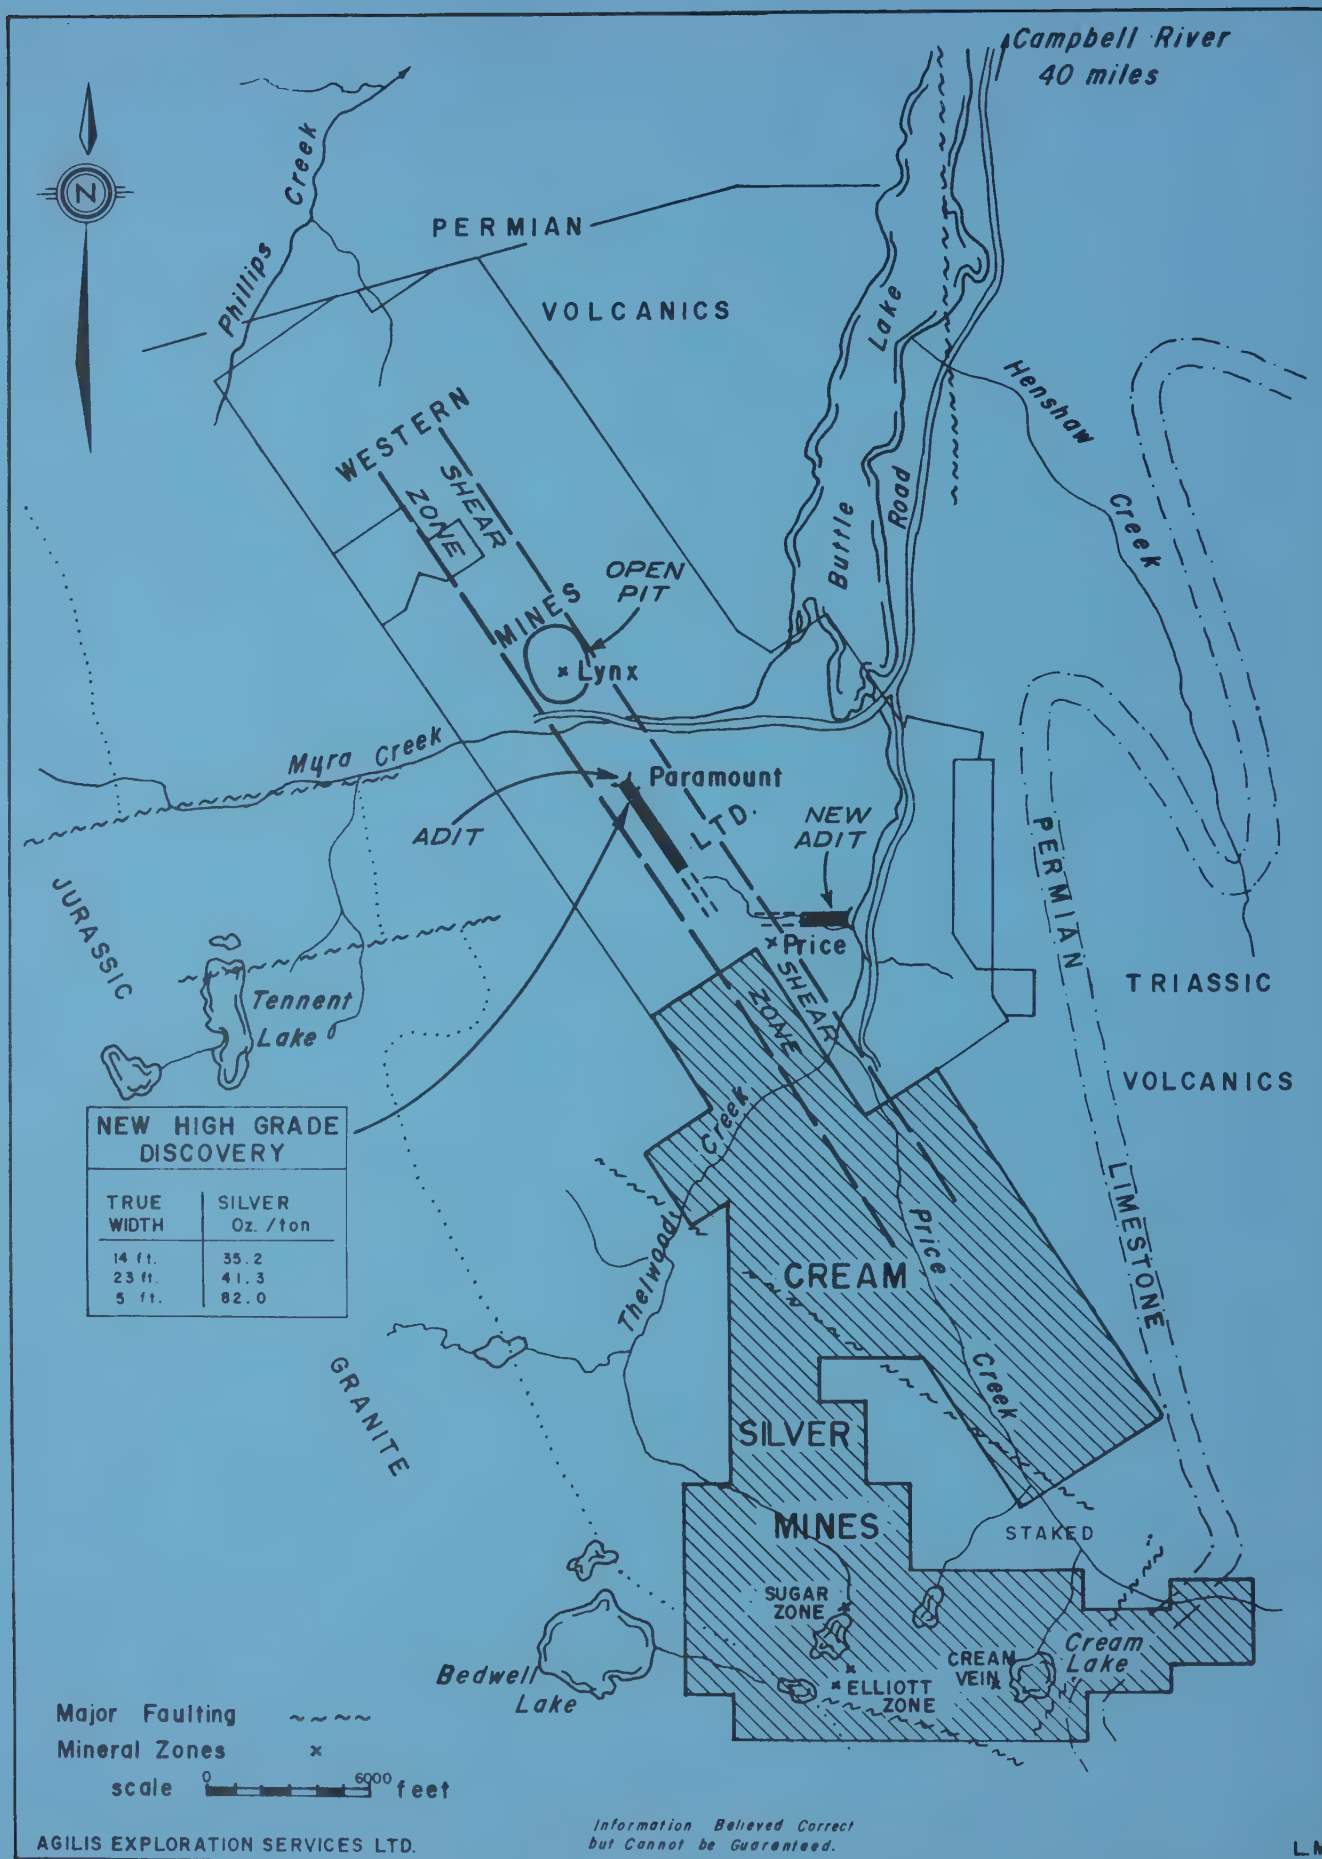 Campbell River
40 miles
N
Phillips Creek
PERMIAN
VOLCANICS
Buttle Lake
Road
Henshaw Creek
WESTERN
SHEAR
ZONE
MINES
OPEN
PIT
Lynx
Myra Creek
Paramount
LTD.
ADIT
NEW
ADIT
Price
SHEAR
ZONE
JURASSIC
Tennent
Lake
PERMIAN
LIMESTONE
TRIASSIC
VOLCANICS
NEW HIGH GRADE
DISCOVERY
TRUE WIDTH SILVER Oz./ton
14 ft. 35.2
23 ft. 41.3
5 ft. 82.0
Thelwoods Creek
Price Creek
CREAM
GRANITE
SILVER
MINES
STAKED
SUGAR
ZONE
Bedwell
Lake
ELLIOTT
ZONE
CREAM
VEIN
Cream
Lake
Major Faulting
Mineral Zones x
scale 0 6000 feet
AGILIS EXPLORATION SERVICES LTD.
Information Believed Correct
but Cannot be Guarenteed.